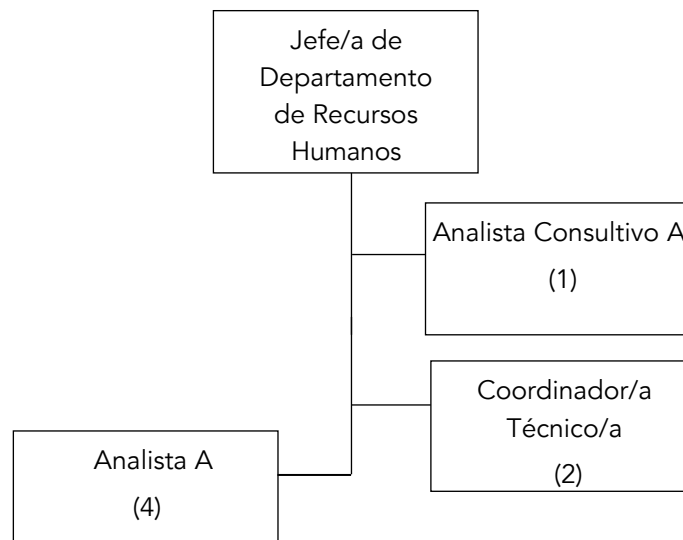 Jefe/a de
Departamento
de Recursos
Humanos
Analista Consultivo A
(1)
Coordinador/a
Técnico/a
(2)
Analista A
(4)